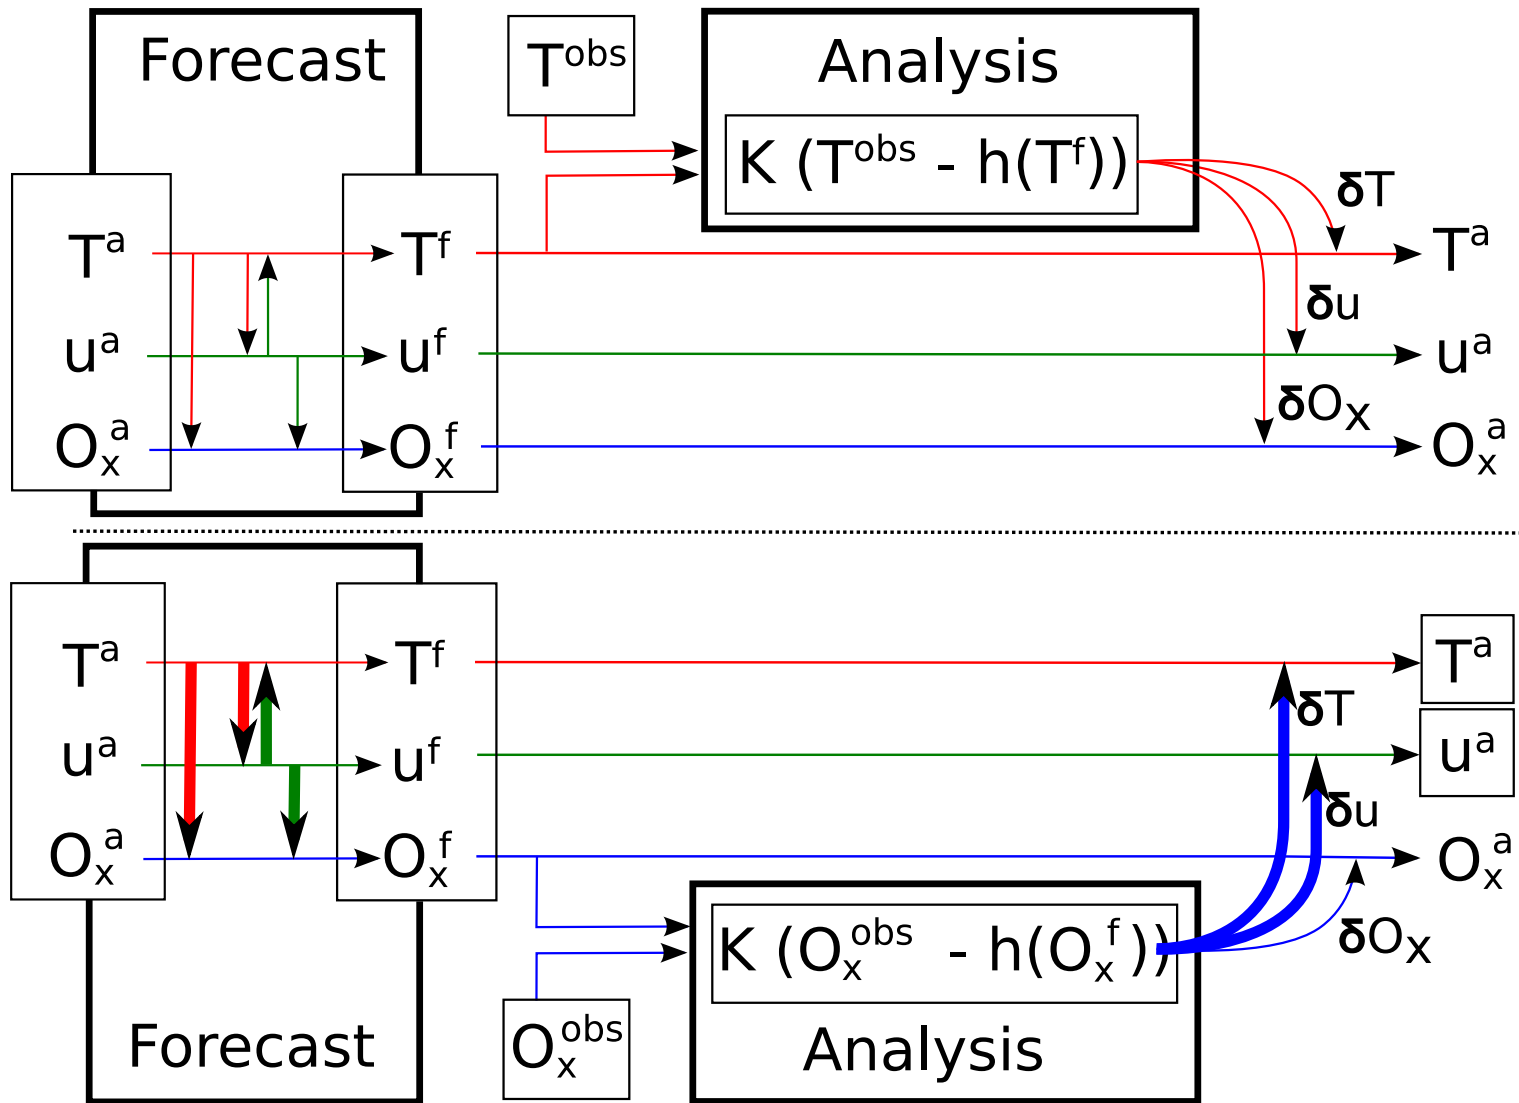 Forecast
T^obs
Analysis
K (T^obs - h(T^f))
δT
T^a
T^f
T^a
δu
u^a
u^f
u^a
δO_x
O_x^a
O_x^f
O_x^a
T^a
T^f
T^a
δT
u^a
u^f
u^a
δu
O_x^a
O_x^f
O_x^a
K (O_x^obs - h(O_x^f))
δO_x
Forecast
O_x^obs
Analysis